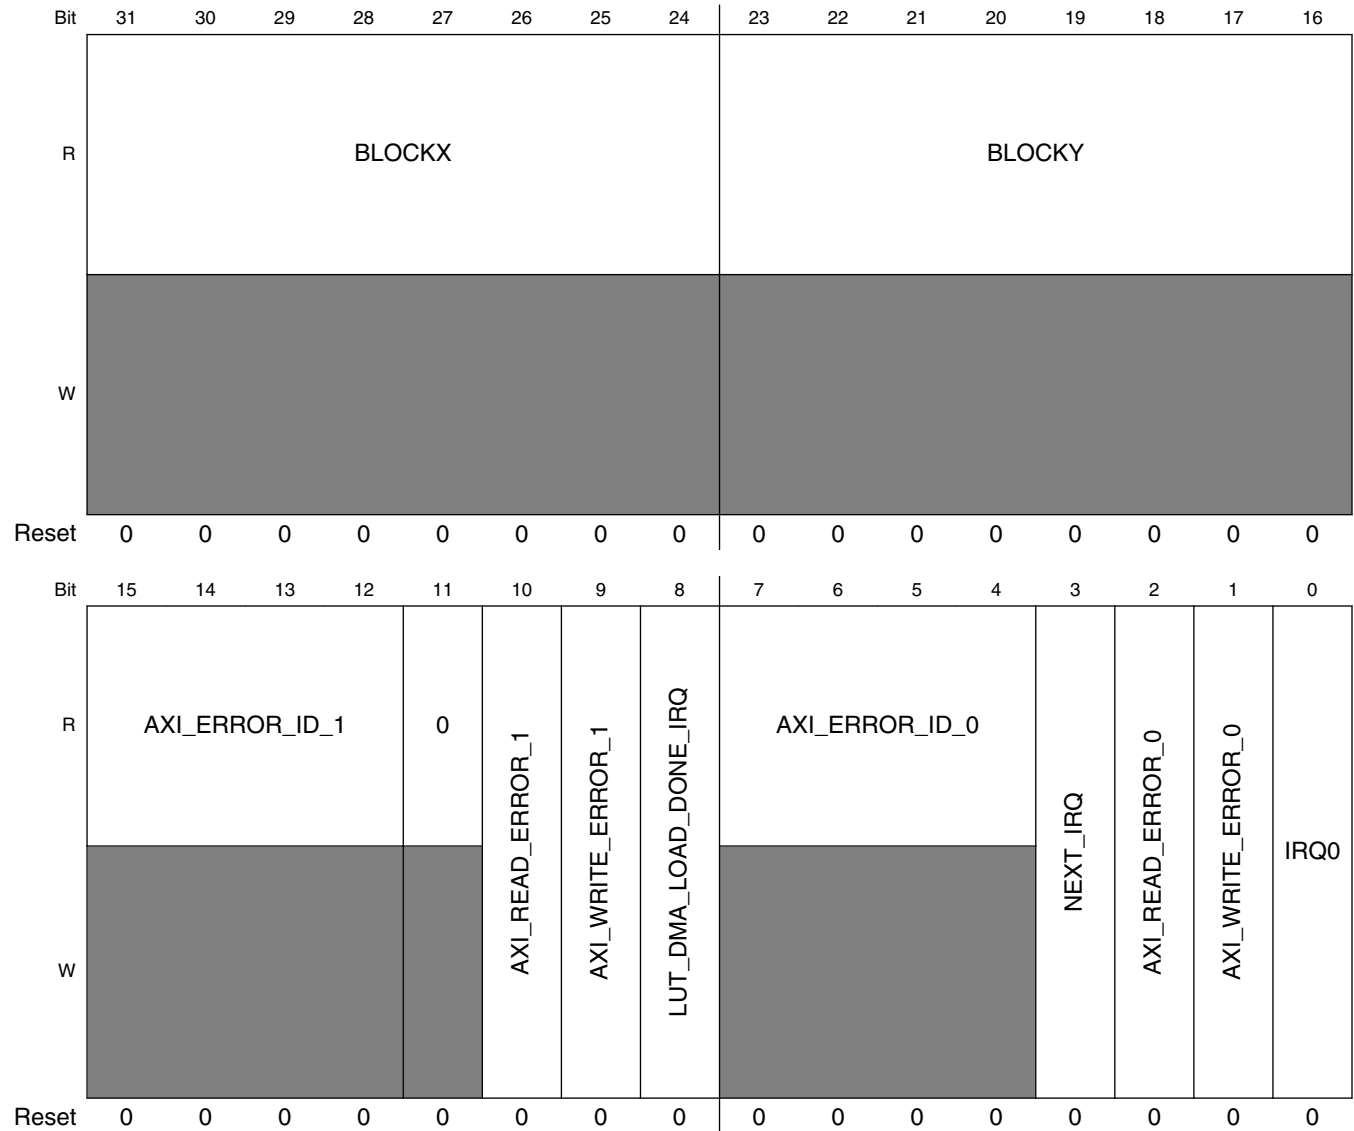 Bit 31 30 29 28 27 26 25 24 23 22 21 20 19 18 17 16
R BLOCKX BLOCKY
W
Reset 0 0 0 0 0 0 0 0 0 0 0 0 0 0 0 0
Bit 15 14 13 12 11 10 9 8 7 6 5 4 3 2 1 0
R AXI_ERROR_ID_1 0 AXI_READ_ERROR_1 AXI_WRITE_ERROR_1 LUT_DMA_LOAD_DONE_IRQ AXI_ERROR_ID_0 NEXT_IRQ AXI_READ_ERROR_0 AXI_WRITE_ERROR_0 IRQ0
W
Reset 0 0 0 0 0 0 0 0 0 0 0 0 0 0 0 0